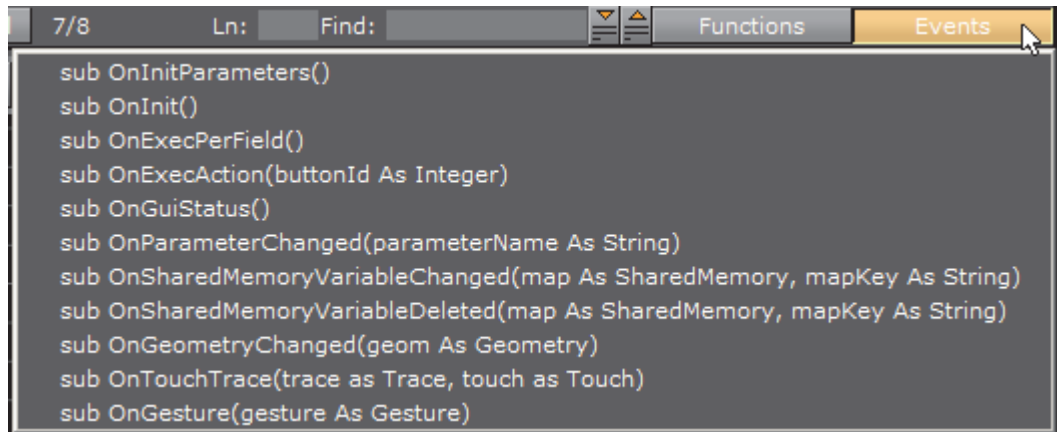 7/8 Ln: Find: Functions Events
sub OnInitParameters()
sub OnInit()
sub OnExecPerField()
sub OnExecAction(buttonId As Integer)
sub OnGuiStatus()
sub OnParameterChanged(parameterName As String)
sub OnSharedMemoryVariableChanged(map As SharedMemory, mapKey As String)
sub OnSharedMemoryVariableDeleted(map As SharedMemory, mapKey As String)
sub OnGeometryChanged(geom As Geometry)
sub OnTouchTrace(trace as Trace, touch as Touch)
sub OnGesture(gesture As Gesture)